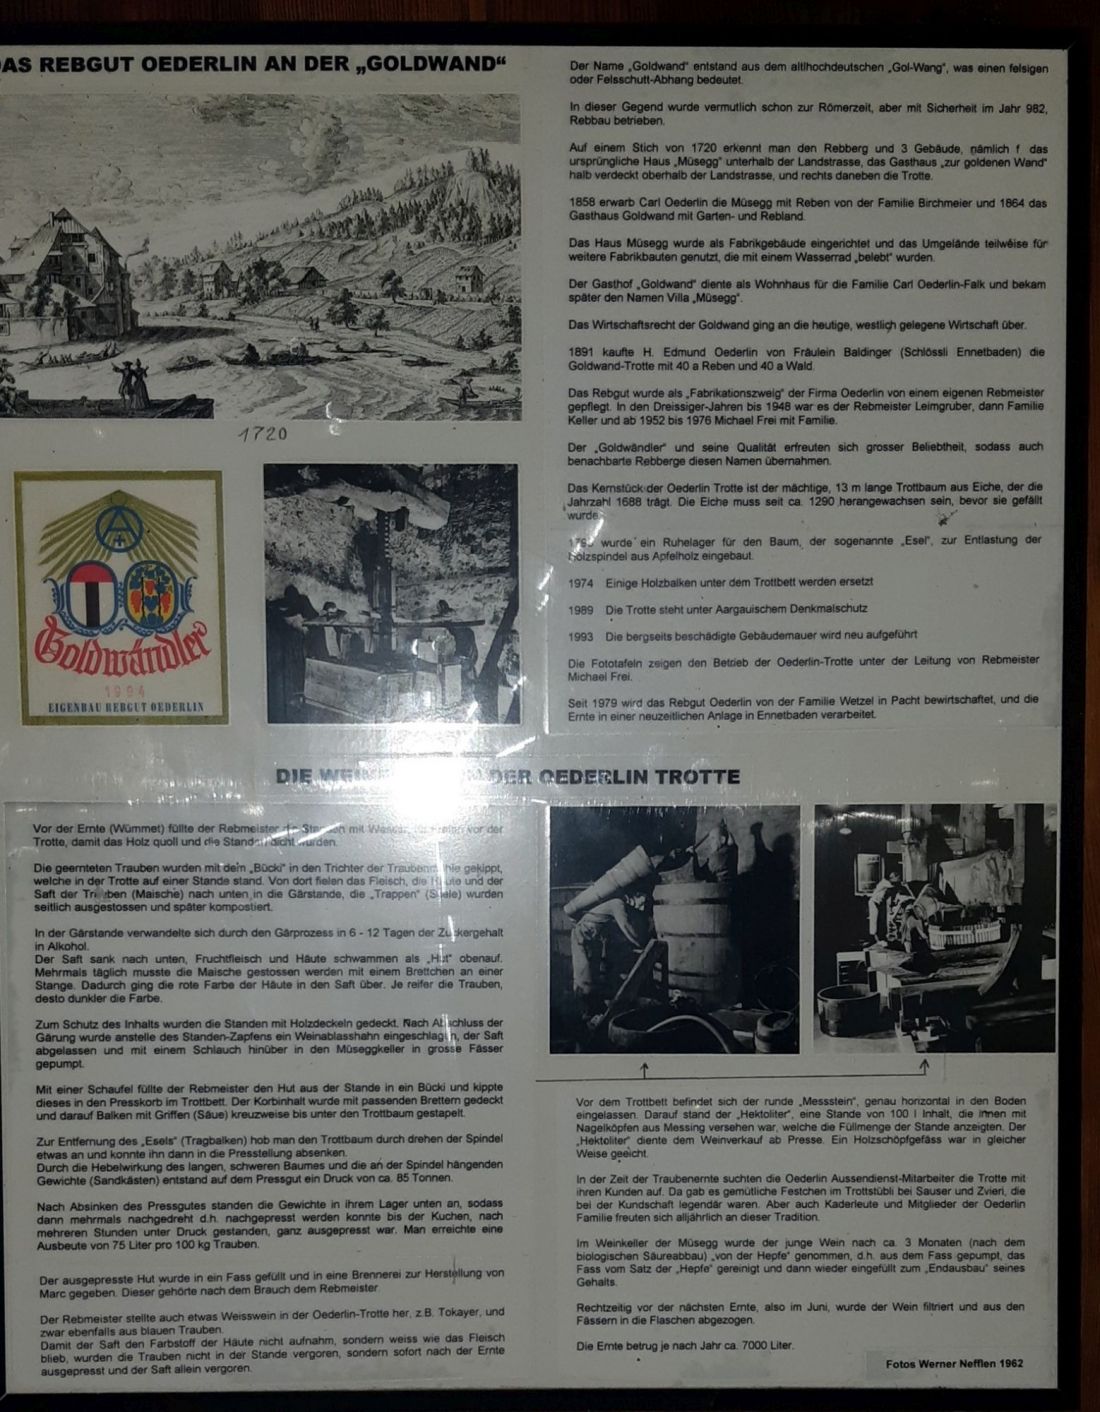 DAS REBGUT OEDERLIN AN DER „GOLDWAND“
1720
Goldwändler
1994
EIGENBAU REBGUT OEDERLIN
Der Name „Goldwand“ entstand aus dem altlhochdeutschen „Gol-Wang“, was einen felsigen
oder Felsschutt-Abhang bedeutet.
In dieser Gegend wurde vermutlich schon zur Römerzeit, aber mit Sicherheit im Jahr 982,
Rebbau betrieben.
Auf einem Stich von 1720 erkennt man den Rebberg und 3 Gebäude, nämlich f das
ursprüngliche Haus „Müsegg“ unterhalb der Landstrasse, das Gasthaus „zur goldenen Wand“
halb verdeckt oberhalb der Landstrasse, und rechts daneben die Trotte.
1858 erwarb Carl Oederlin die Müsegg mit Reben von der Familie Birchmeier und 1864 das
Gasthaus Goldwand mit Garten- und Rebland.
Das Haus Müsegg wurde als Fabrikgebäude eingerichtet und das Umgelände teilweise für
weitere Fabrikbauten genutzt, die mit einem Wasserrad „belebt“ wurden.
Der Gasthof „Goldwand“ diente als Wohnhaus für die Familie Carl Oederlin-Falk und bekam
später den Namen Villa „Müsegg“.
Das Wirtschaftsrecht der Goldwand ging an die heutige, westlich gelegene Wirtschaft über.
1891 kaufte H. Edmund Oederlin von Fräulein Baldinger (Schlössli Ennetbaden) die
Goldwand-Trotte mit 40 a Reben und 40 a Wald.
Das Rebgut wurde als „Fabrikationszweig“ der Firma Oederlin von einem eigenen Rebmeister
gepflegt. In den Dreissiger-Jahren bis 1948 war es der Rebmeister Leimgruber, dann Familie
Keller und ab 1952 bis 1976 Michael Frei mit Familie.
Der „Goldwändler“ und seine Qualität erfreuten sich grosser Beliebtheit, sodass auch
benachbarte Rebberge diesen Namen übernahmen.
Das Kernstück der Oederlin Trotte ist der mächtige, 13 m lange Trottbaum aus Eiche, der die
Jahrzahl 1688 trägt. Die Eiche muss seit ca. 1290 herangewachsen sein, bevor sie gefällt
wurde.
wurde ein Ruhelager für den Baum, der sogenannte „Esel“, zur Entlastung der
Holzspindel aus Apfelholz eingebaut.
1974 Einige Holzbalken unter dem Trottbett werden ersetzt
1989 Die Trotte steht unter Aargauischem Denkmalschutz
1993 Die bergseits beschädigte Gebäudemauer wird neu aufgeführt
Die Fototafeln zeigen den Betrieb der Oederlin-Trotte unter der Leitung von Rebmeister
Michael Frei.
Seit 1979 wird das Rebgut Oederlin von der Familie Wetzel in Pacht bewirtschaftet, und die
Ernte in einer neuzeitlichen Anlage in Ennetbaden verarbeitet.
DIE DER OEDERLIN TROTTE
Vor der Ernte (Wümmet) füllte der Rebmeister die Standen mit Wasser, vor der
Trotte, damit das Holz quoll und die Standen dicht wurden.
Die geernteten Trauben wurden mit dem „Bücki“ in den Trichter der Traubenmühle gekippt,
welche in der Trotte auf einer Stande stand. Von dort fielen das Fleisch, die Häute und der
Saft der Trauben (Maische) nach unten in die Gärstande, die „Trappen“ (Stiele) wurden
seitlich ausgestossen und später kompostiert.
In der Gärstande verwandelte sich durch den Gärprozess in 6 - 12 Tagen der Zuckergehalt
in Alkohol.
Der Saft sank nach unten, Fruchtfleisch und Häute schwammen als „Hut“ obenauf.
Mehrmals täglich musste die Maische gestossen werden mit einem Brettchen an einer
Stange. Dadurch ging die rote Farbe der Häute in den Saft über. Je reifer die Trauben,
desto dunkler die Farbe.
Zum Schutz des Inhalts wurden die Standen mit Holzdeckeln gedeckt. Nach Abschluss der
Gärung wurde anstelle des Standen-Zapfens ein Weinablasshahn eingeschlagen, der Saft
abgelassen und mit einem Schlauch hinüber in den Müseggkeller in grosse Fässer
gepumpt.
Mit einer Schaufel füllte der Rebmeister den Hut aus der Stande in ein Bücki und kippte
dieses in den Presskorb im Trottbett. Der Korbinhalt wurde mit passenden Brettern gedeckt
und darauf Balken mit Griffen (Säue) kreuzweise bis unter den Trottbaum gestapelt.
Zur Entfernung des „Esels“ (Tragbalken) hob man den Trottbaum durch drehen der Spindel
etwas an und konnte ihn dann in die Pressstellung absenken.
Durch die Hebelwirkung des langen, schweren Baumes und die an der Spindel hängenden
Gewichte (Sandkästen) entstand auf dem Pressgut ein Druck von ca. 85 Tonnen.
Nach Absinken des Pressgutes standen die Gewichte in ihrem Lager unten an, sodass
dann mehrmals nachgedreht d.h. nachgepresst werden konnte bis der Kuchen, nach
mehreren Stunden unter Druck gestanden, ganz ausgepresst war. Man erreichte eine
Ausbeute von 75 Liter pro 100 kg Trauben.
Der ausgepresste Hut wurde in ein Fass gefüllt und in eine Brennerei zur Herstellung von
Marc gegeben. Dieser gehörte nach dem Brauch dem Rebmeister.
Der Rebmeister stellte auch etwas Weisswein in der Oederlin-Trotte her, z.B. Tokayer, und
zwar ebenfalls aus blauen Trauben.
Damit der Saft den Farbstoff der Häute nicht aufnahm, sondern weiss wie das Fleisch
blieb, wurden die Trauben nicht in der Stande vergoren, sondern sofort nach der Ernte
ausgepresst und der Saft allein vergoren.
Vor dem Trottbett befindet sich der runde „Messstein“, genau horizontal in den Boden
eingelassen. Darauf stand der „Hektoliter“, eine Stande von 100 l Inhalt, die innen mit
Nagelköpfen aus Messing versehen war, welche die Füllmenge der Stande anzeigten. Der
„Hektoliter“ diente dem Weinverkauf ab Presse. Ein Holzschöpfgefäss war in gleicher
Weise geeicht.
In der Zeit der Traubenernte suchten die Oederlin Aussendienst-Mitarbeiter die Trotte mit
ihren Kunden auf. Da gab es gemütliche Festchen im Trottstübli bei Sauser und Zvieri, die
bei der Kundschaft legendär waren. Aber auch Kaderleute und Mitglieder der Oederlin
Familie freuten sich alljährlich an dieser Tradition.
Im Weinkeller der Müsegg wurde der junge Wein nach ca. 3 Monaten (nach dem
biologischen Säureabbau) „von der Hepfe“ genommen, d.h. aus dem Fass gepumpt, das
Fass vom Satz der „Hepfe“ gereinigt und dann wieder eingefüllt zum „Endausbau“ seines
Gehalts.
Rechtzeitig vor der nächsten Ernte, also im Juni, wurde der Wein filtriert und aus den
Fässern in die Flaschen abgezogen.
Die Ernte betrug je nach Jahr ca. 7000 Liter.
Fotos Werner Nefflen 1962